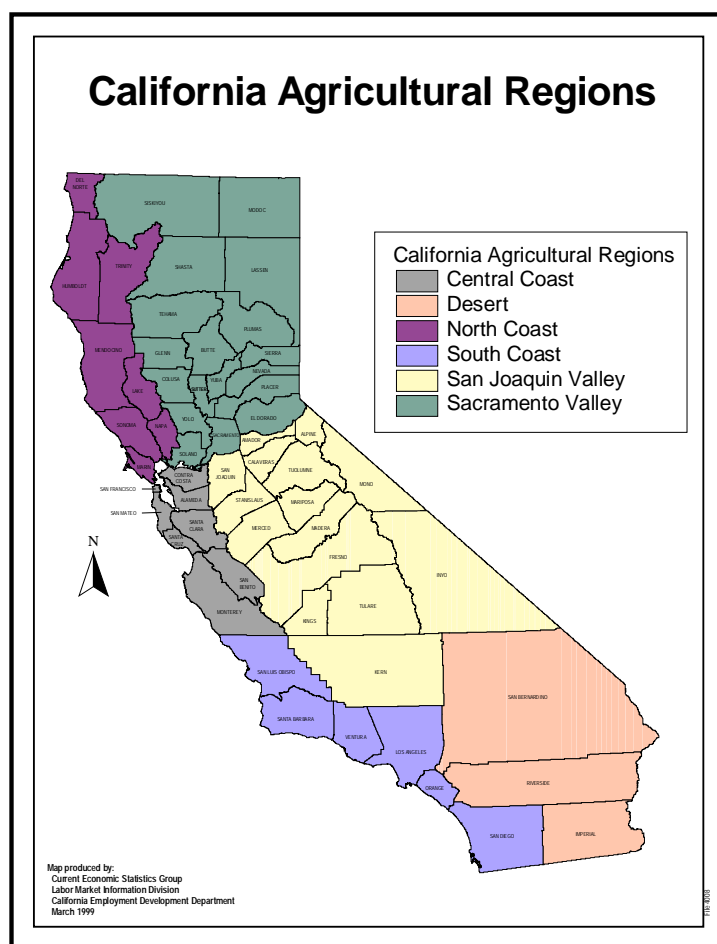 California Agricultural Regions
DEL
NORTE
SISKIYOU
MODOC
HUMBOLDT
TRINITY
SHASTA
LASSEN
TEHAMA
PLUMAS
MENDOCINO
GLENN
BUTTE
SIERRA
NEVADA
LAKE
COLUSA
SUTTER
YUBA
PLACER
SONOMA
NAPA
YOLO
SACRAMENTO
EL DORADO
MARIN
SOLANO
AMADOR
ALPINE
CALAVERAS
TUOLUMNE
MONO
SAN FRANCISCO
CONTRA
COSTA
SAN
JOAQUIN
SAN MATEO
ALAMEDA
STANISLAUS
MARIPOSA
SANTA
CLARA
SANTA
CRUZ
MERCED
MADERA
FRESNO
INYO
SAN
BENITO
MONTEREY
KINGS
TULARE
SAN LUIS OBISPO
KERN
SAN BERNARDINO
SANTA BARBARA
VENTURA
LOS ANGELES
ORANGE
RIVERSIDE
SAN DIEGO
IMPERIAL
California Agricultural Regions
Central Coast
Desert
North Coast
South Coast
San Joaquin Valley
Sacramento Valley
N
Map produced by:
Current Economic Statistics Group
Labor Market Information Division
California Employment Development Department
March 1999
File 4008